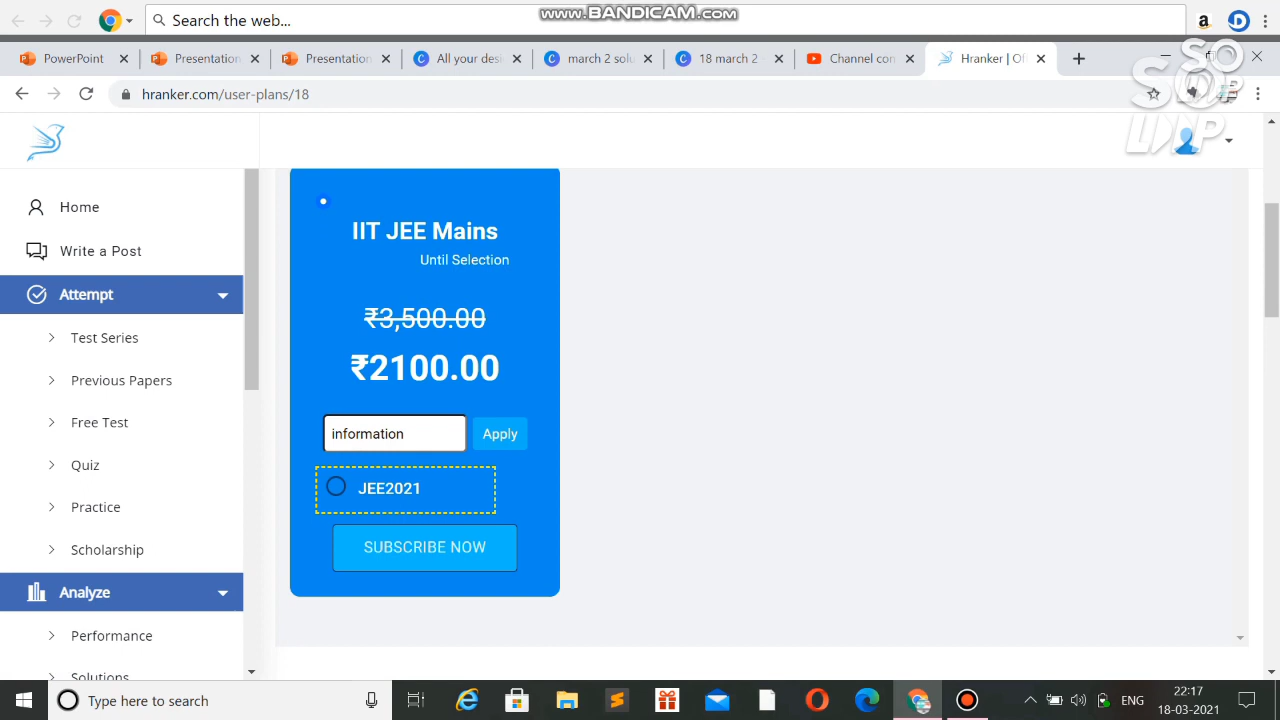 www.BANDICAM.com
Search the web...
PowerPoint
Presentation
Presentation
All your des
march 2 solu
18 march 2
Channel con
Hranker | Of
hranker.com/user-plans/18
SO
UP
Home
Write a Post
Attempt
Test Series
Previous Papers
Free Test
Quiz
Practice
Scholarship
Analyze
Performance
Solutions
IIT JEE Mains
Until Selection
₹3,500.00
₹2100.00
information
Apply
JEE2021
SUBSCRIBE NOW
Type here to search
ENG
22:17
18-03-2021